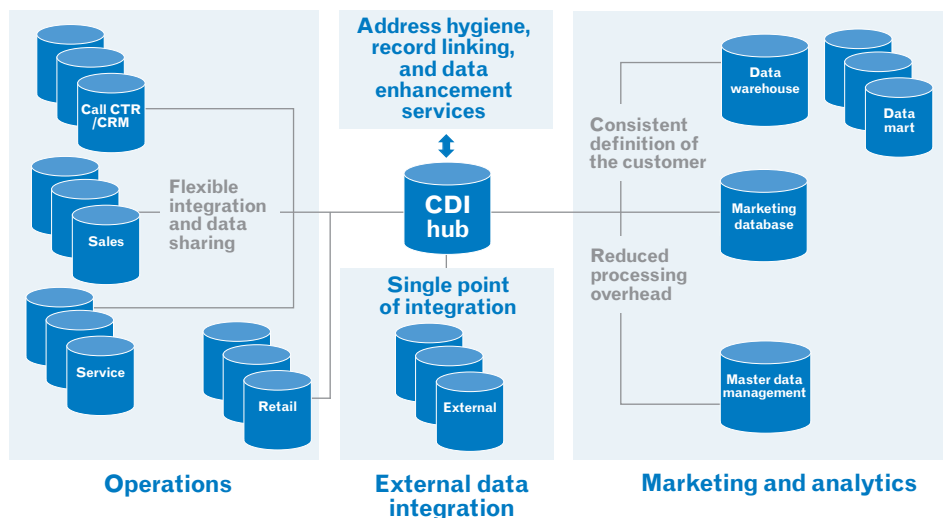 Call CTR
/CRM
Flexible
integration
and data
sharing
Sales
Service
Retail
Operations
Address hygiene,
record linking,
and data
enhancement
services
CDI
hub
Single point
of integration
External
External data
integration
Data
warehouse
Data
mart
Consistent
definition of
the customer
Marketing
database
Reduced
processing
overhead
Master data
management
Marketing and analytics